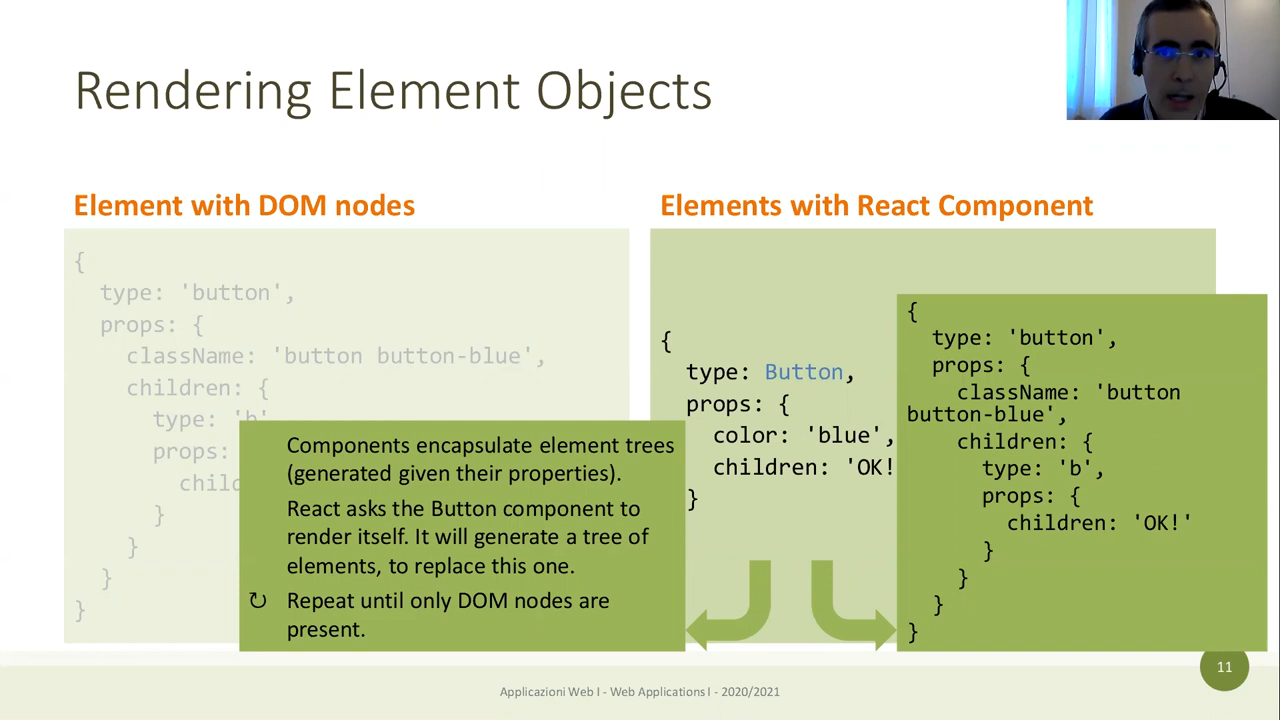 Rendering Element Objects
Element with DOM nodes
{
type: 'button',
props: {
className: 'button button-blue',
children: {
type: 'b'
props:
child
}
}
}
}
Components encapsulate element trees
(generated given their properties).
React asks the Button component to
render itself. It will generate a tree of
elements, to replace this one.
↻ Repeat until only DOM nodes are
present.
Elements with React Component
{
type: Button,
props: {
color: 'blue',
children: 'OK!
}
{
type: 'button',
props: {
className: 'button
button-blue',
children: {
type: 'b',
props: {
children: 'OK!'
}
}
}
}
11
Applicazioni Web I - Web Applications I - 2020/2021